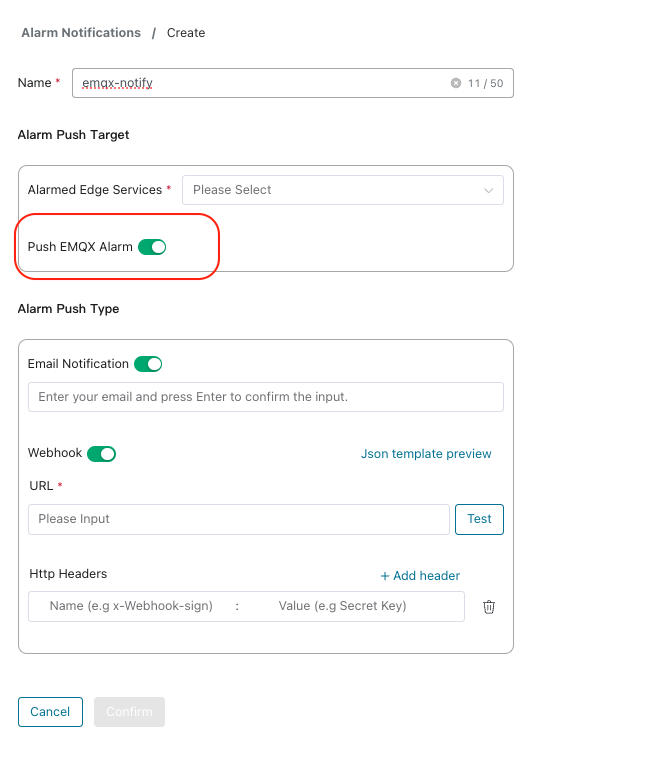 Alarm Notifications / Create
Name * emqx-notify 11 / 50
Alarm Push Target
Alarmed Edge Services * Please Select
Push EMQX Alarm
Alarm Push Type
Email Notification
Enter your email and press Enter to confirm the input.
Webhook Json template preview
URL *
Please Input Test
Http Headers + Add header
Name (e.g x-Webhook-sign) : Value (e.g Secret Key)
Cancel Confirm